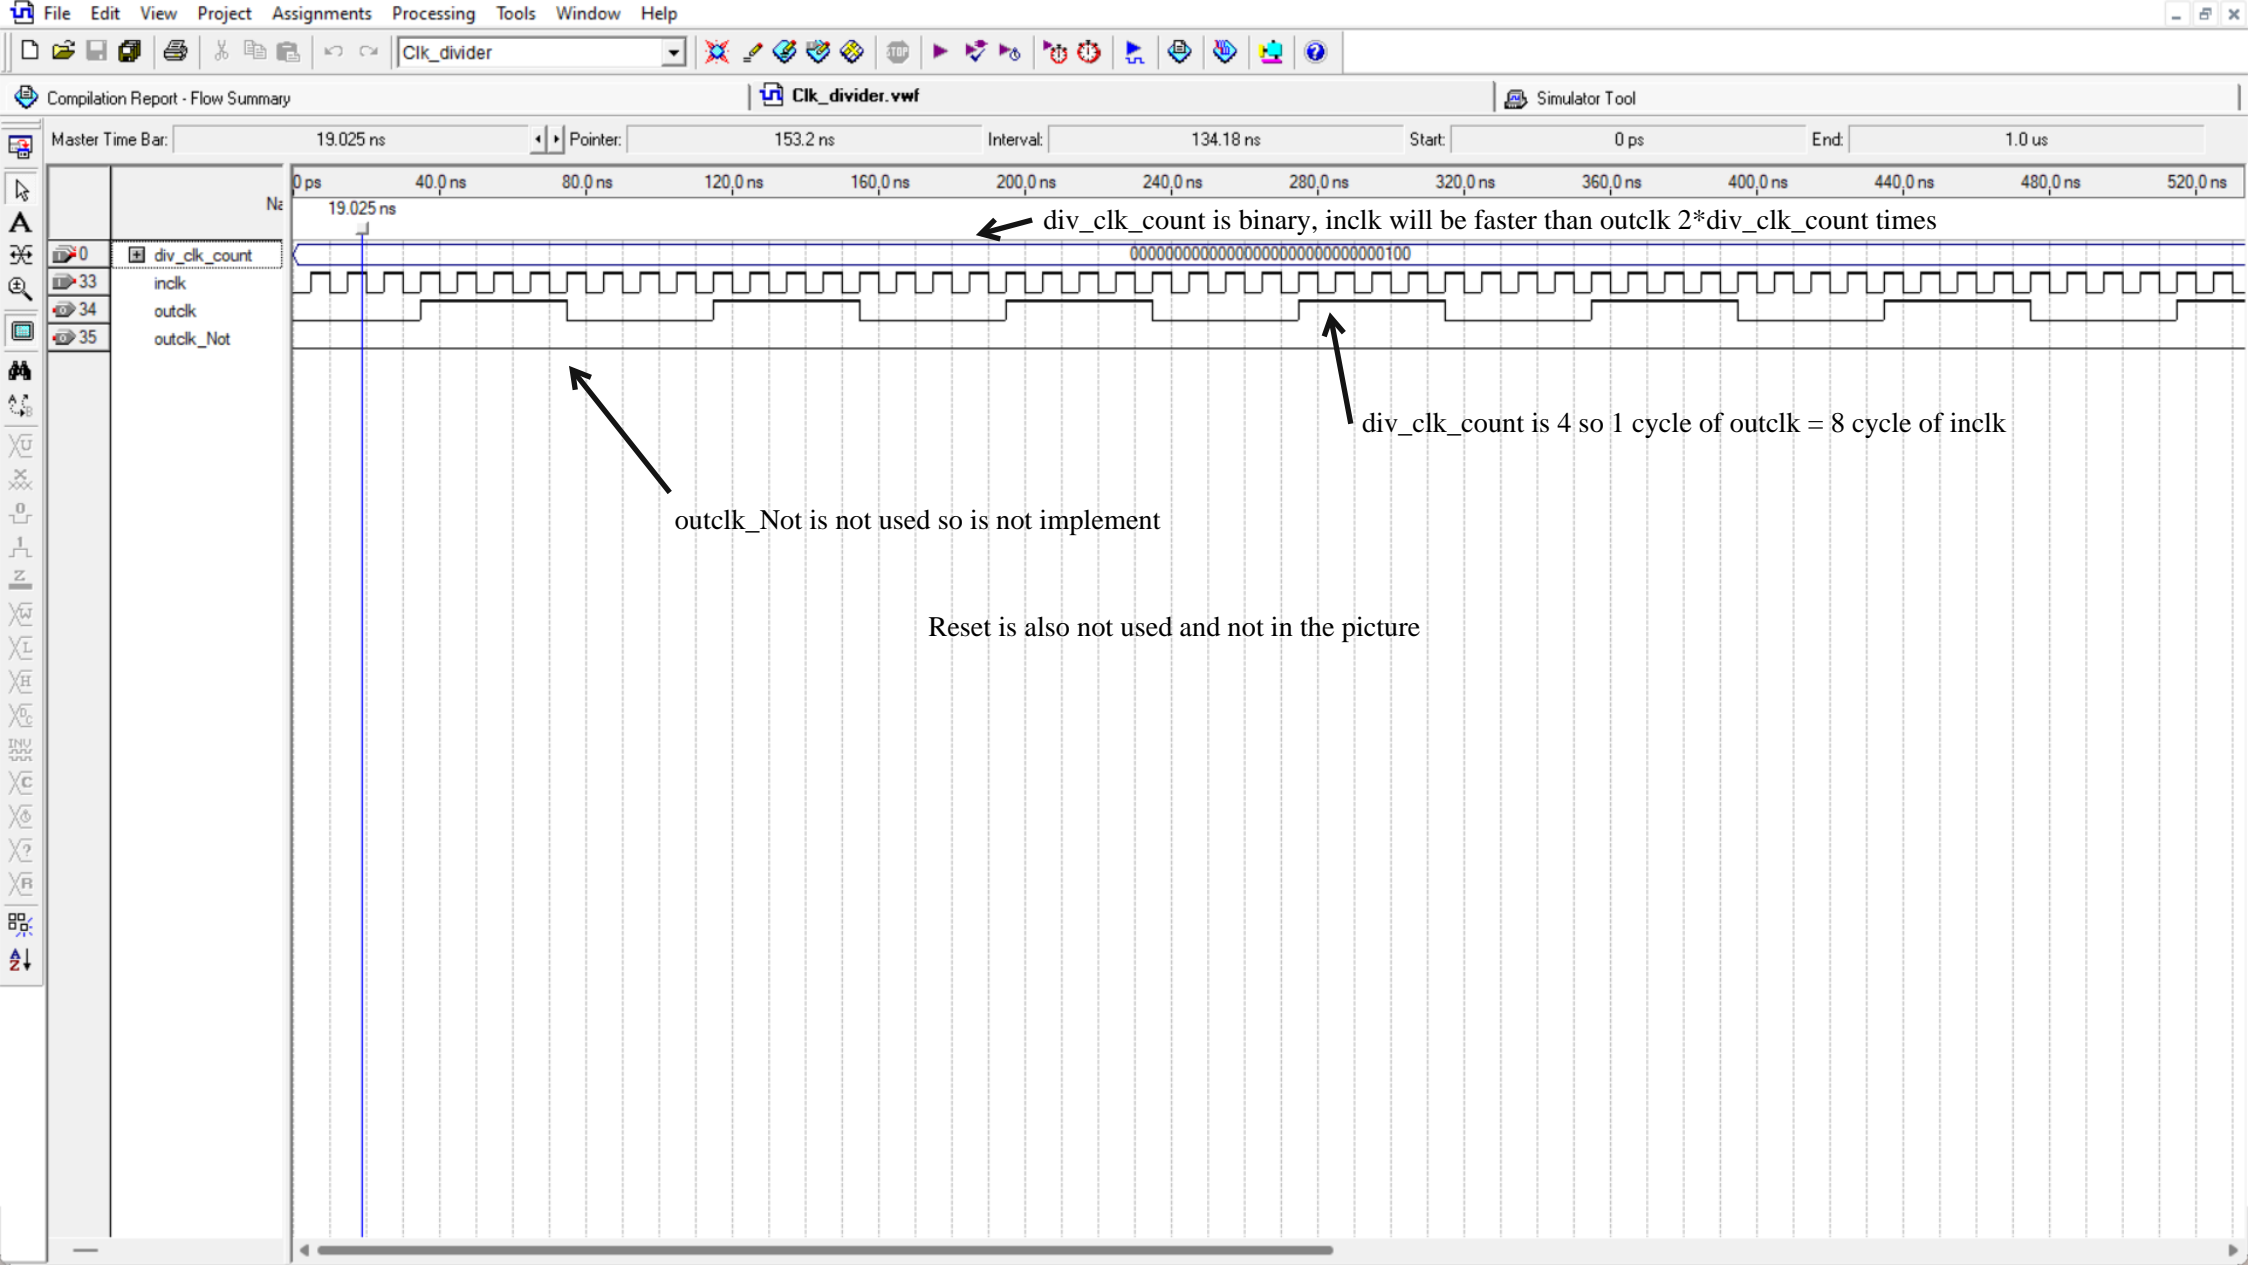 File Edit View Project Assignments Processing Tools Window Help
Clk_divider
Compilation Report - Flow Summary
Clk_divider.vwf
Simulator Tool
Master Time Bar: 19.025 ns Pointer: 153.2 ns Interval: 134.18 ns Start: 0 ps End: 1.0 us
Na
0 ps 40.0 ns 80.0 ns 120.0 ns 160.0 ns 200.0 ns 240.0 ns 280.0 ns 320.0 ns 360.0 ns 400.0 ns 440.0 ns 480.0 ns 520.0 ns
19.025 ns
div_clk_count is binary, inclk will be faster than outclk 2*div_clk_count times
0 div_clk_count 00000000000000000000000000000100
33 inclk
34 outclk
35 outclk_Not
div_clk_count is 4 so 1 cycle of outclk = 8 cycle of inclk
outclk_Not is not used so is not implement
Reset is also not used and not in the picture